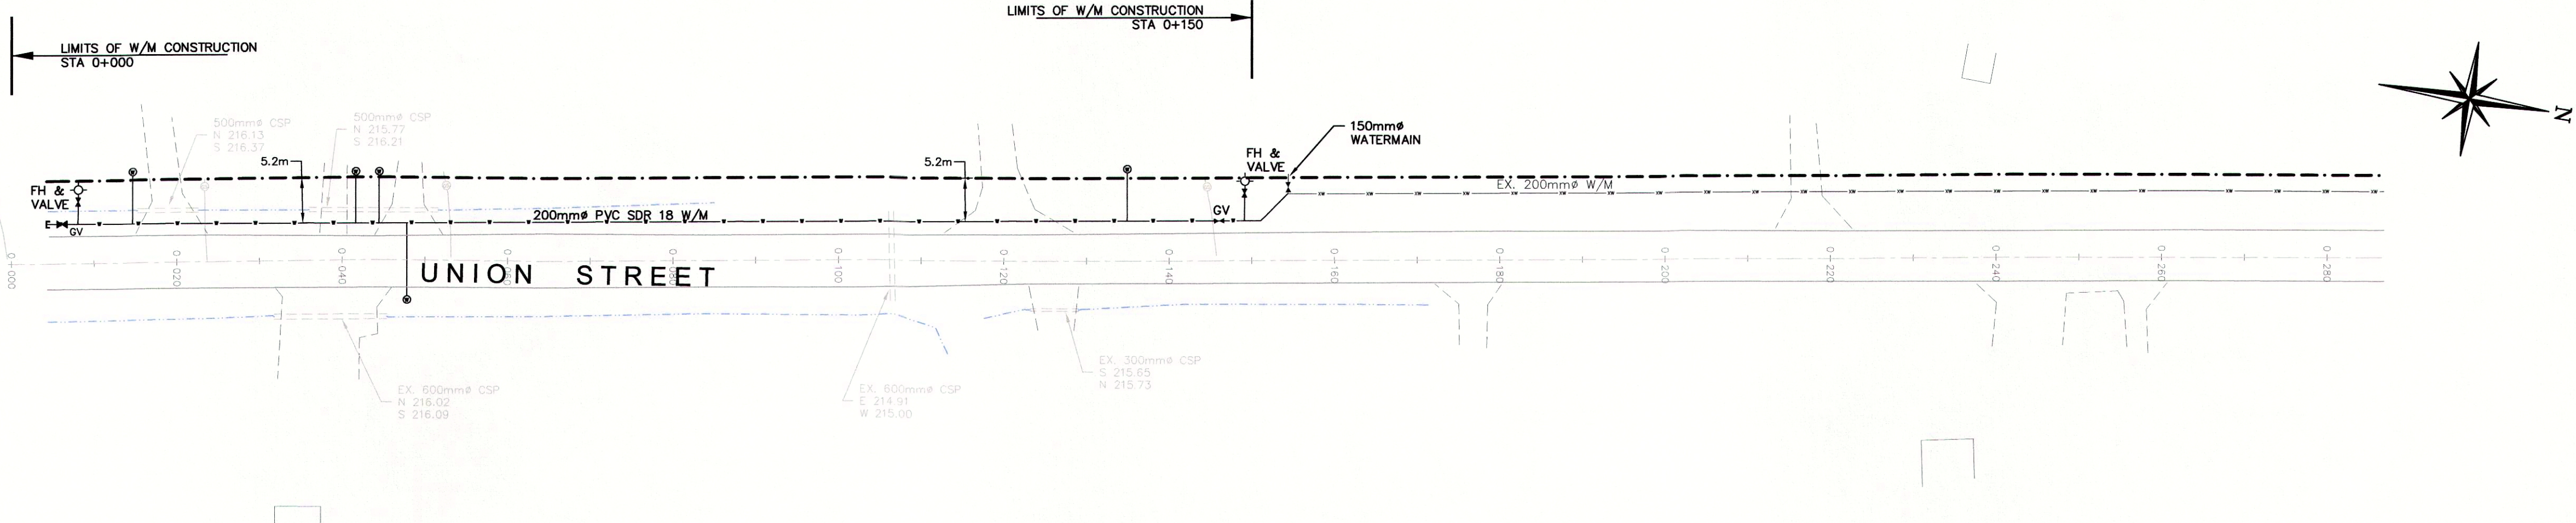 LIMITS OF W/M CONSTRUCTION
STA 0+000
LIMITS OF W/M CONSTRUCTION
STA 0+150
500mmø CSP
N 216.13
S 216.37
500mmø CSP
N 215.77
S 216.21
5.2m
5.2m
FH &
VALVE
FH &
VALVE
150mmø
WATERMAIN
EX. 200mmø W/M
E
GV
200mmø PVC SDR 18 W/M
GV
N
0+000
0+020
0+040
0+060
0+080
0+100
0+120
0+140
0+160
0+180
0+200
0+220
0+240
0+260
0+280
UNION STREET
EX. 600mmø CSP
N 216.02
S 216.09
EX. 600mmø CSP
E 214.91
W 215.00
EX. 300mmø CSP
S 215.65
N 215.73